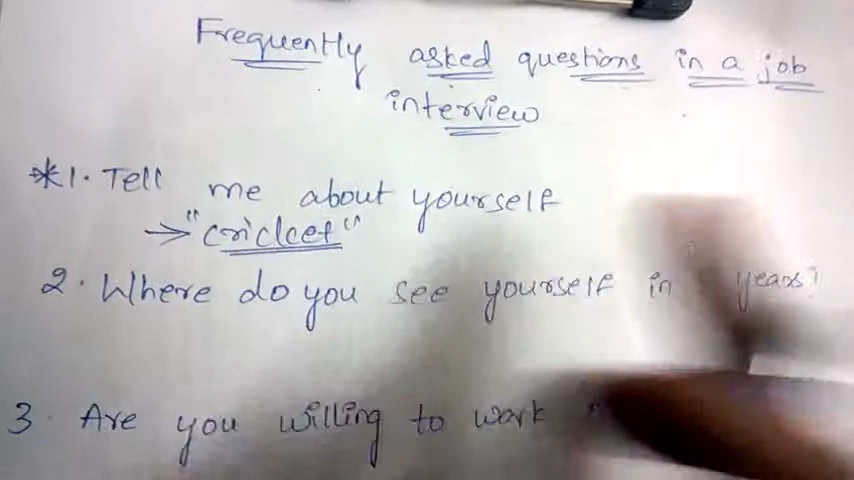 Frequently asked questions in a job
interview
*1. Tell me about yourself
→ "cricket"
2. Where do you see yourself in years?
3. Are you willing to work